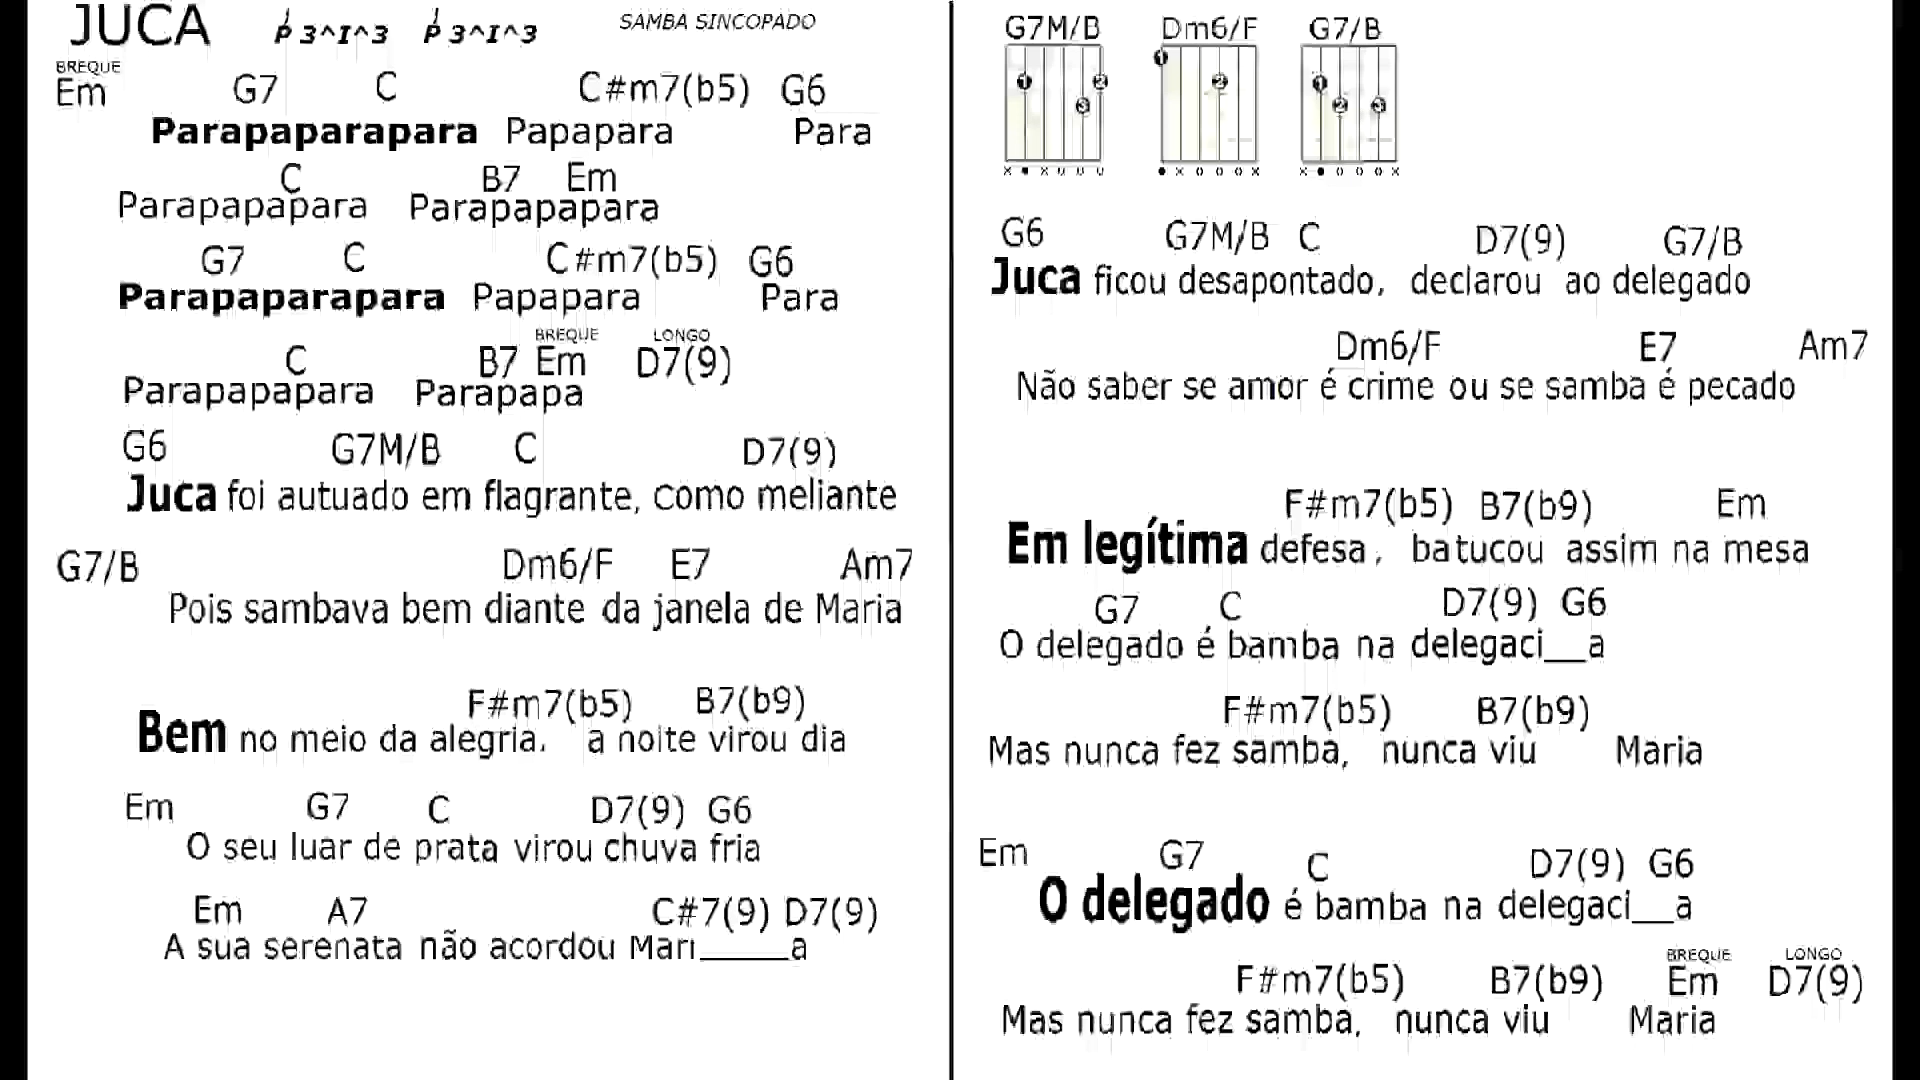 JUCA P 3^I^3 P 3^I^3 SAMBA SINCOPADO
BREQUE
Em G7 C C#m7(b5) G6
Parapaparapara Papapara Para
C B7 Em
Parapapapara Parapapapara
G7 C C#m7(b5) G6
Parapaparapara Papapara Para
BREQUE LONGO
C B7 Em D7(9)
Parapapapara Parapapa
G6 G7M/B C D7(9)
Juca foi autuado em flagrante, como meliante
G7/B Dm6/F E7 Am7
Pois sambava bem diante da janela de Maria
F#m7(b5) B7(b9)
Bem no meio da alegria, a noite virou dia
Em G7 C D7(9) G6
O seu luar de prata virou chuva fria
Em A7 C#7(9) D7(9)
A sua serenata não acordou Mari_____a
G7M/B Dm6/F G7/B
1 2 3 1 2 1 2 3
G6 G7M/B C D7(9) G7/B
Juca ficou desapontado, declarou ao delegado
Dm6/F E7 Am7
Não saber se amor é crime ou se samba é pecado
F#m7(b5) B7(b9) Em
Em legítima defesa, batucou assim na mesa
G7 C D7(9) G6
O delegado é bamba na delegaci__a
F#m7(b5) B7(b9)
Mas nunca fez samba, nunca viu Maria
Em G7 C D7(9) G6
O delegado é bamba na delegaci__a
BREQUE LONGO
F#m7(b5) B7(b9) Em D7(9)
Mas nunca fez samba, nunca viu Maria